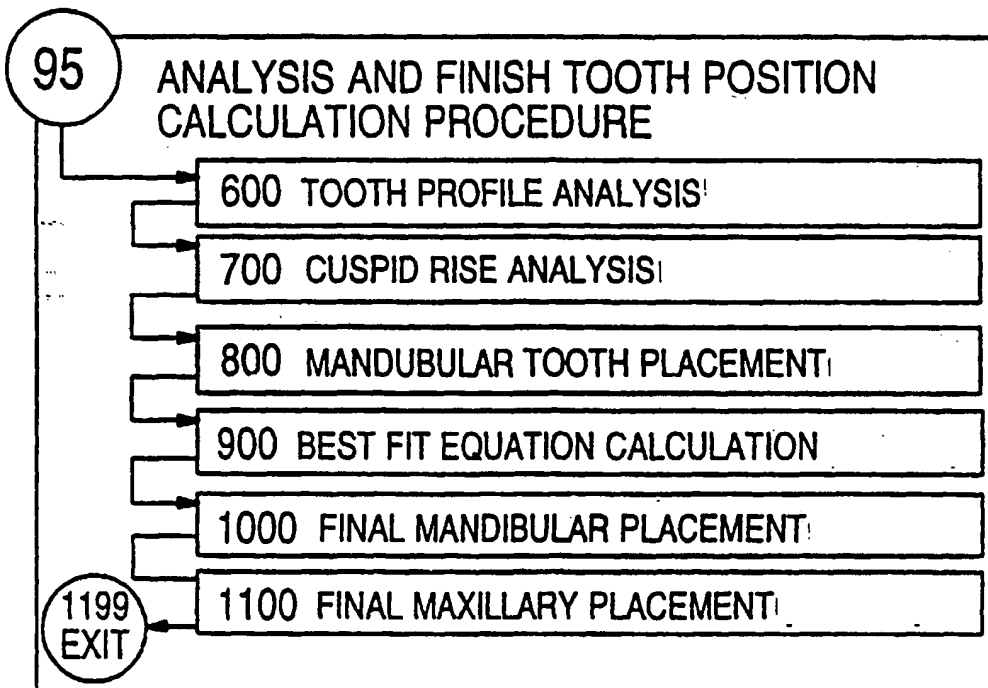 95
ANALYSIS AND FINISH TOOTH POSITION
CALCULATION PROCEDURE
600 TOOTH PROFILE ANALYSIS
700 CUSPID RISE ANALYSIS
800 MANDUBULAR TOOTH PLACEMENT
900 BEST FIT EQUATION CALCULATION
1000 FINAL MANDIBULAR PLACEMENT
1100 FINAL MAXILLARY PLACEMENT
1199
EXIT